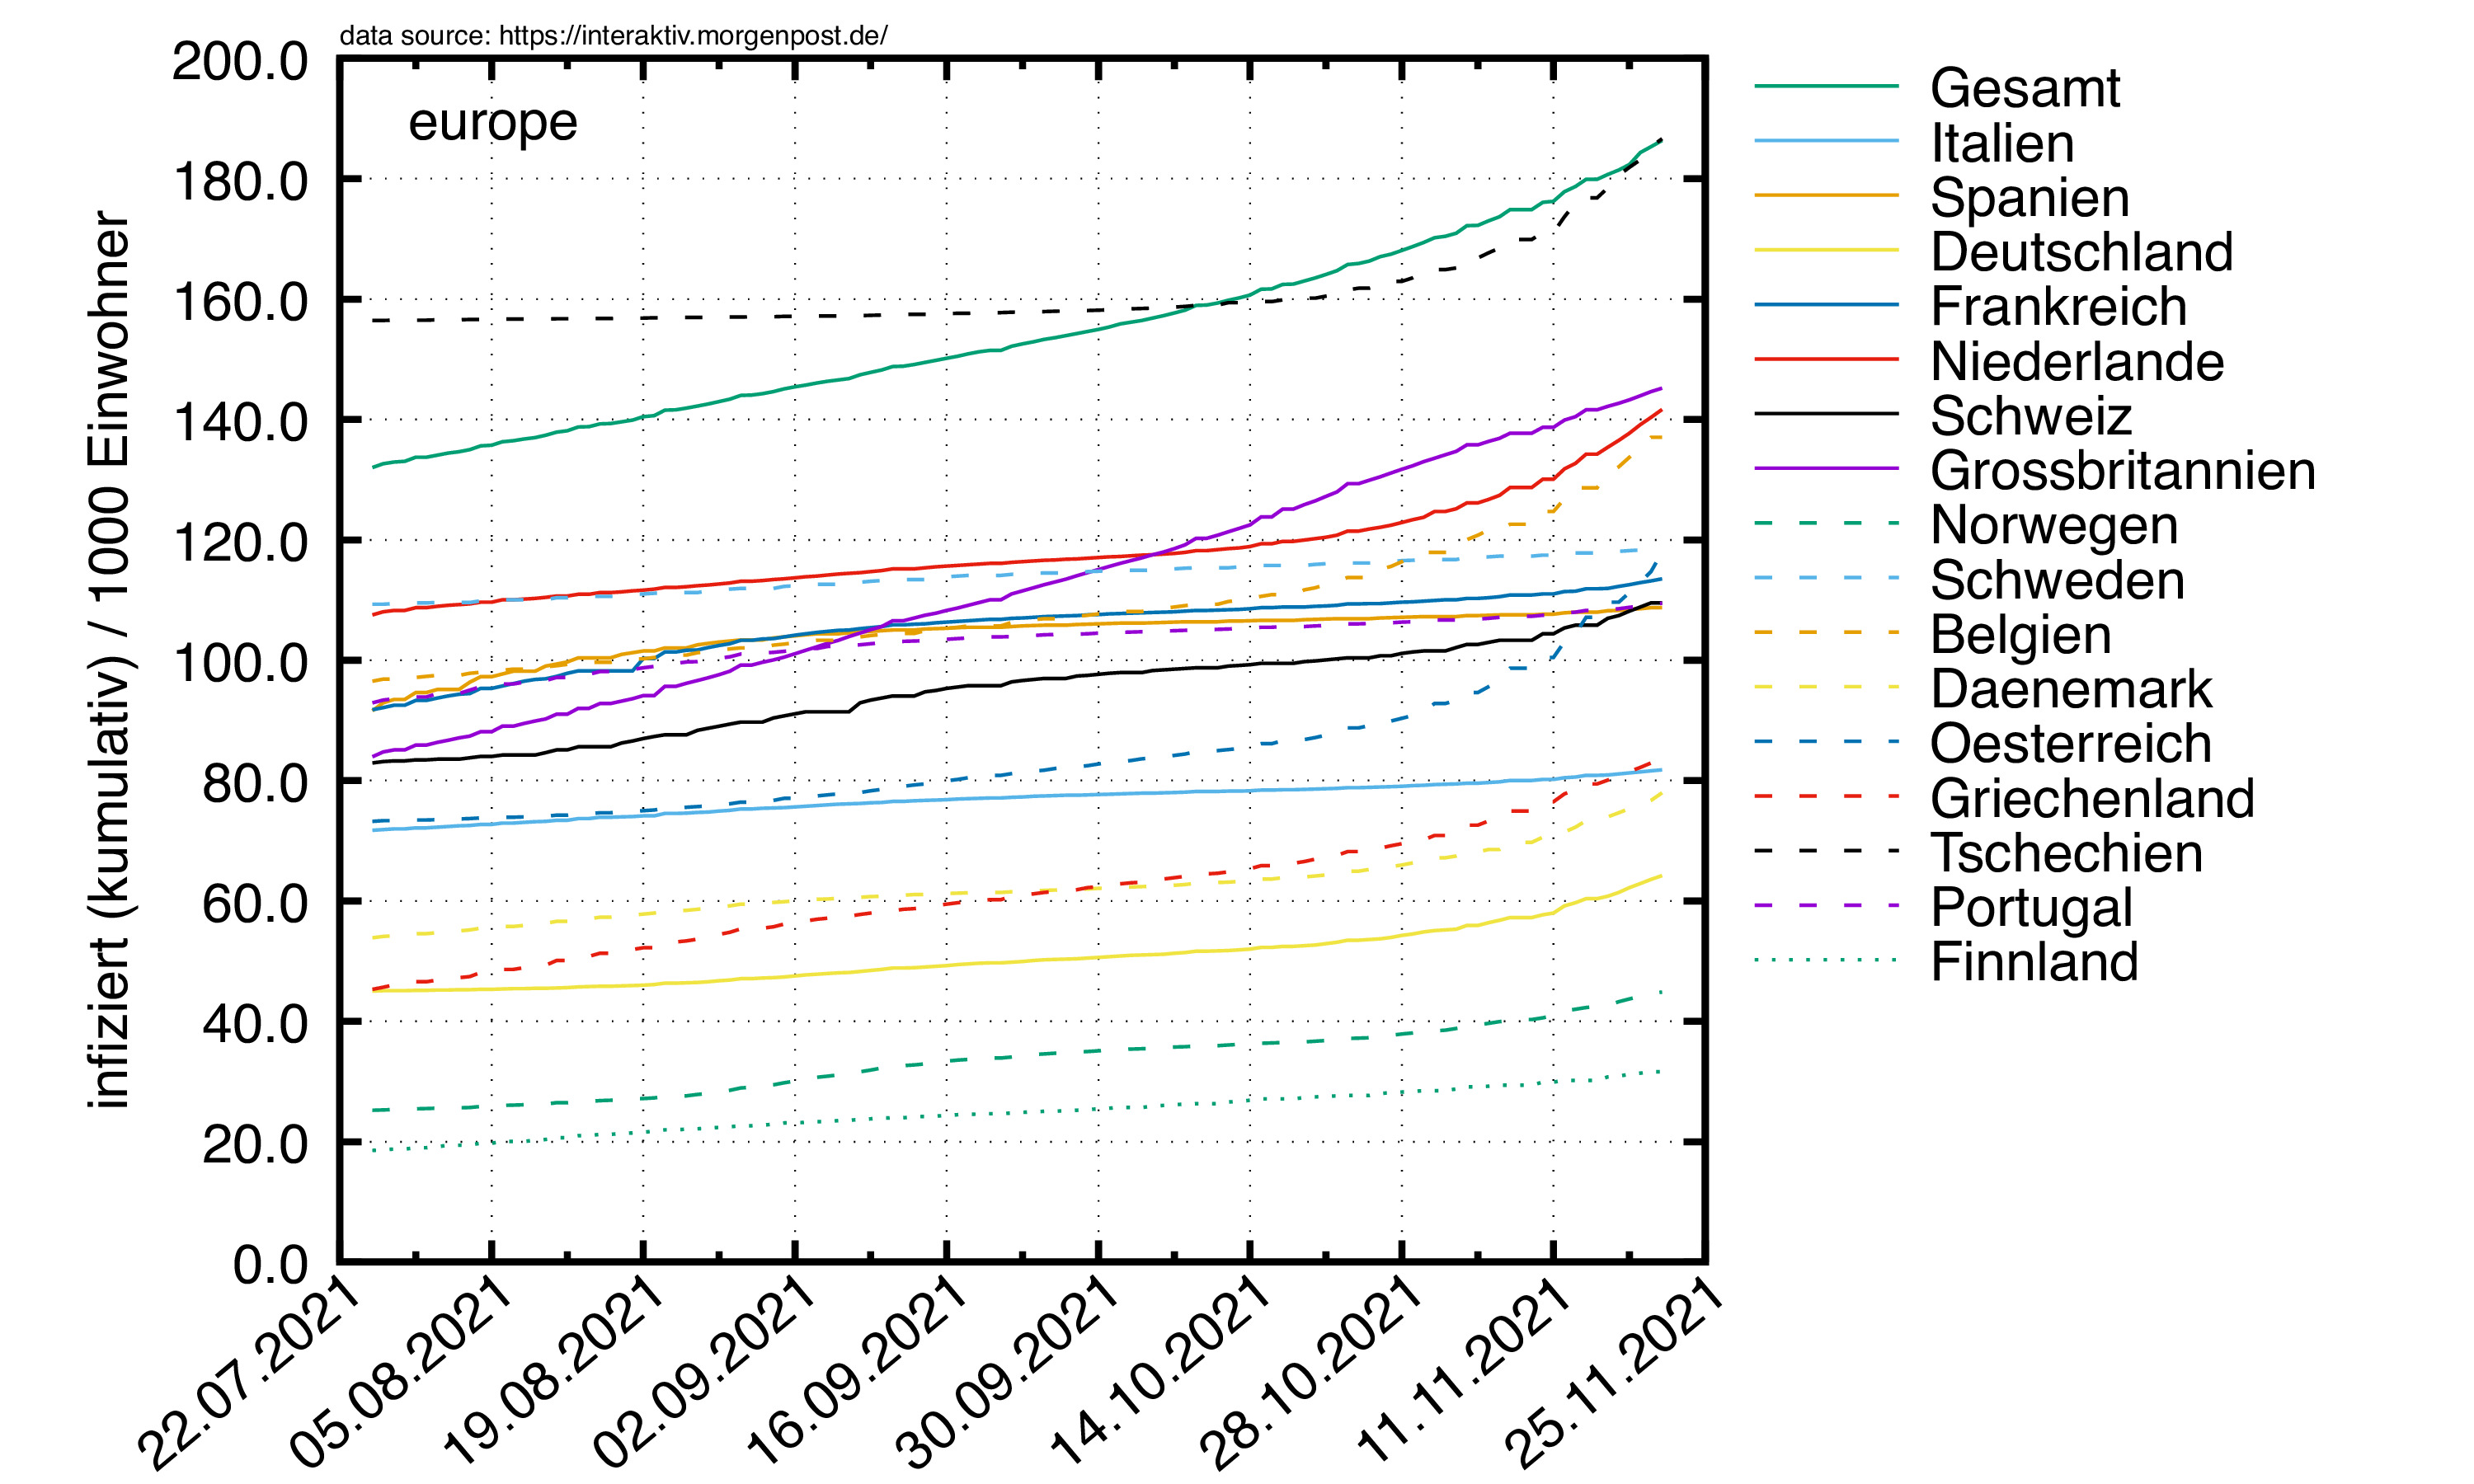 data source: https://interaktiv.morgenpost.de/
europe
infiziert (kumulativ) / 1000 Einwohner
200.0
180.0
160.0
140.0
120.0
100.0
80.0
60.0
40.0
20.0
0.0
22.07.2021
05.08.2021
19.08.2021
02.09.2021
16.09.2021
30.09.2021
14.10.2021
28.10.2021
11.11.2021
25.11.2021
Gesamt
Italien
Spanien
Deutschland
Frankreich
Niederlande
Schweiz
Grossbritannien
Norwegen
Schweden
Belgien
Daenemark
Oesterreich
Griechenland
Tschechien
Portugal
Finnland